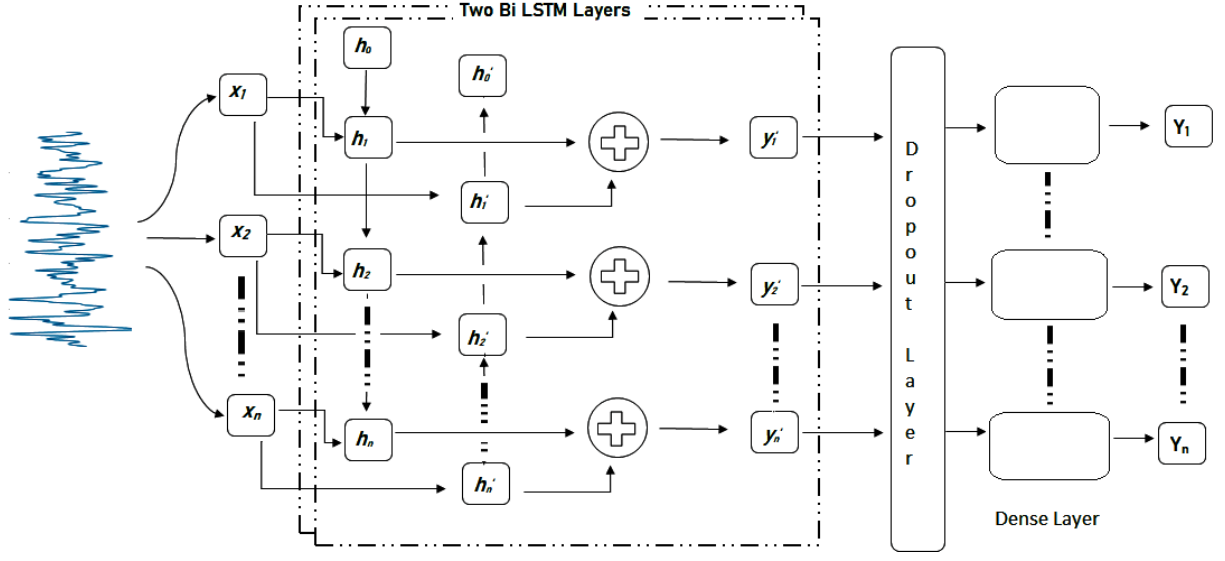 Two Bi LSTM Layers
h₀
h₀′
x₁
h₁
y₁′
Y₁
h₁′
x₂
h₂
y₂′
Y₂
h₂′
xₙ
hₙ
yₙ′
Yₙ
hₙ′
Dropout Layer
Dense Layer